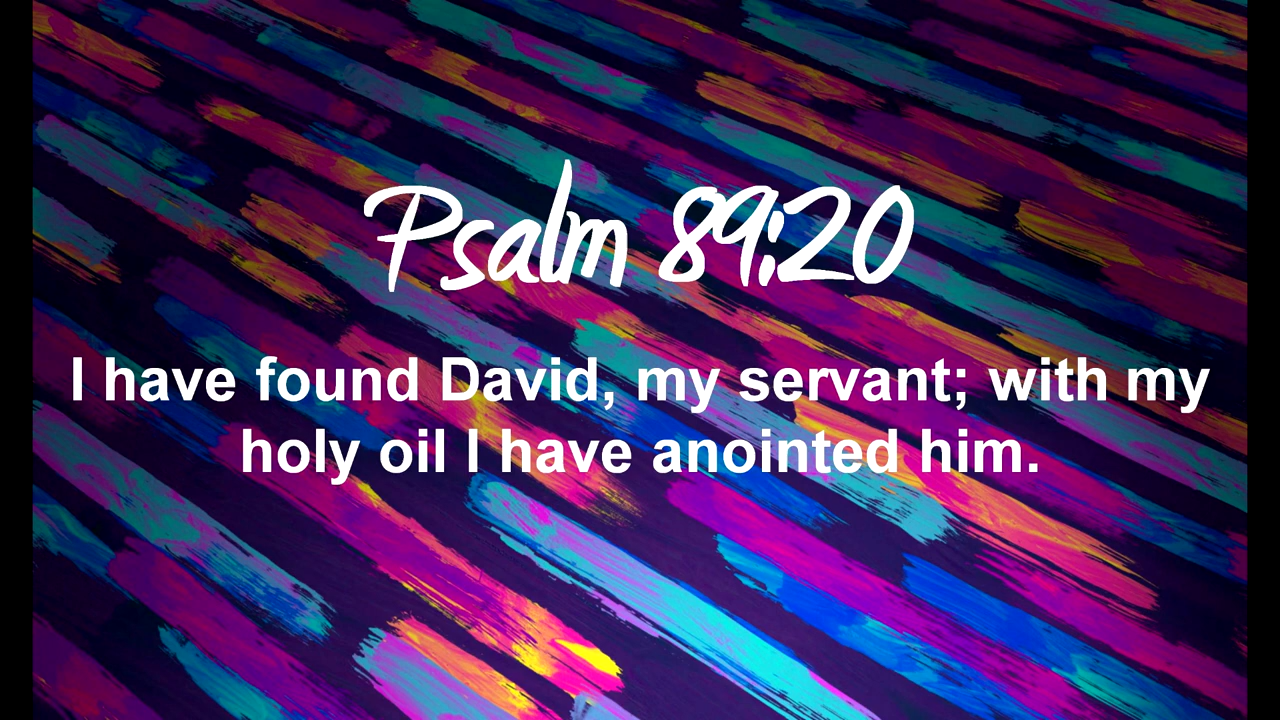 Psalm 89:20
I have found David, my servant; with my
holy oil I have anointed him.